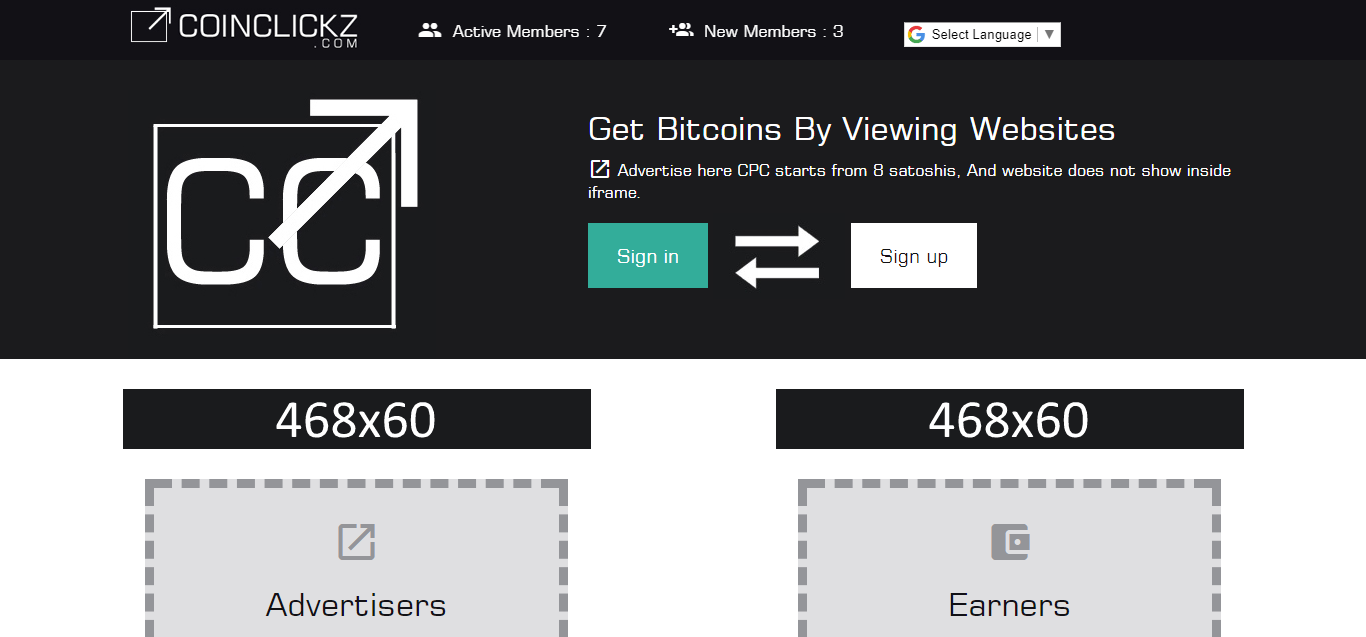 COINCLICKZ
.COM
Active Members : 7
New Members : 3
Select Language ▼
CC
Get Bitcoins By Viewing Websites
Advertise here CPC starts from 8 satoshis, And website does not show inside
iframe.
Sign in
Sign up
468x60
468x60
Advertisers
Earners